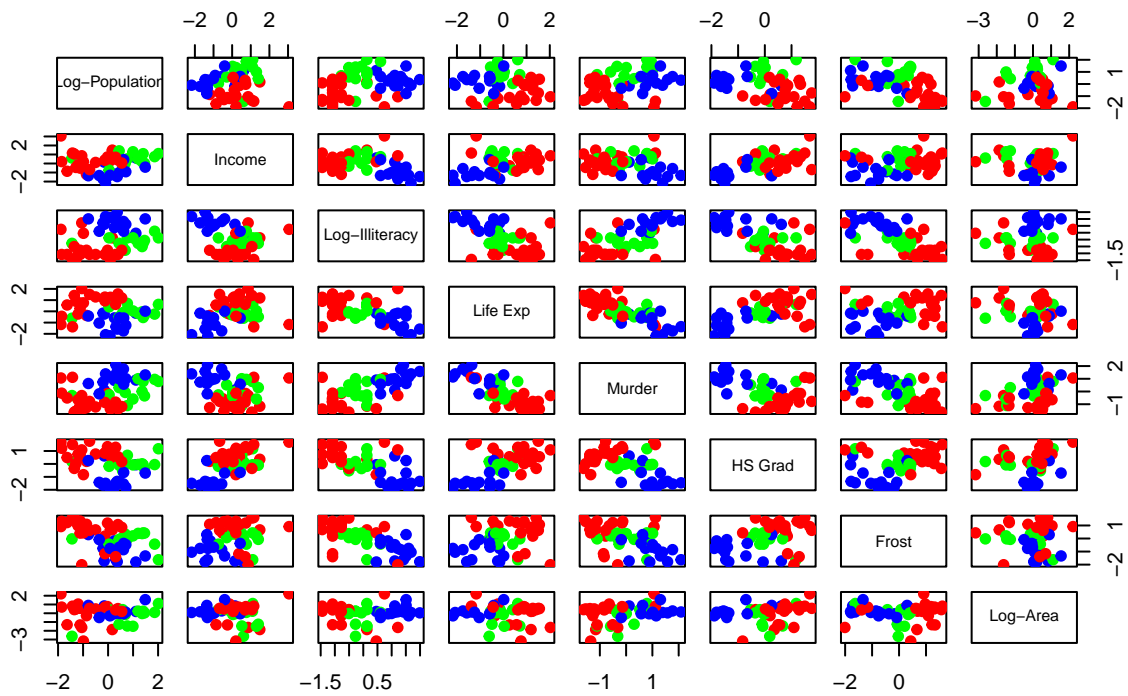 −2 0 2
−2 0 2
0
−3 0 2
Log−Population
−2 1
−2 2
Income
Log−Illiteracy
−1.5
−2 2
Life Exp
Murder
−1 2
−2 1
HS Grad
Frost
−2 1
−3 2
Log−Area
−2 0 2
−1.5 0.5
−1 1
0